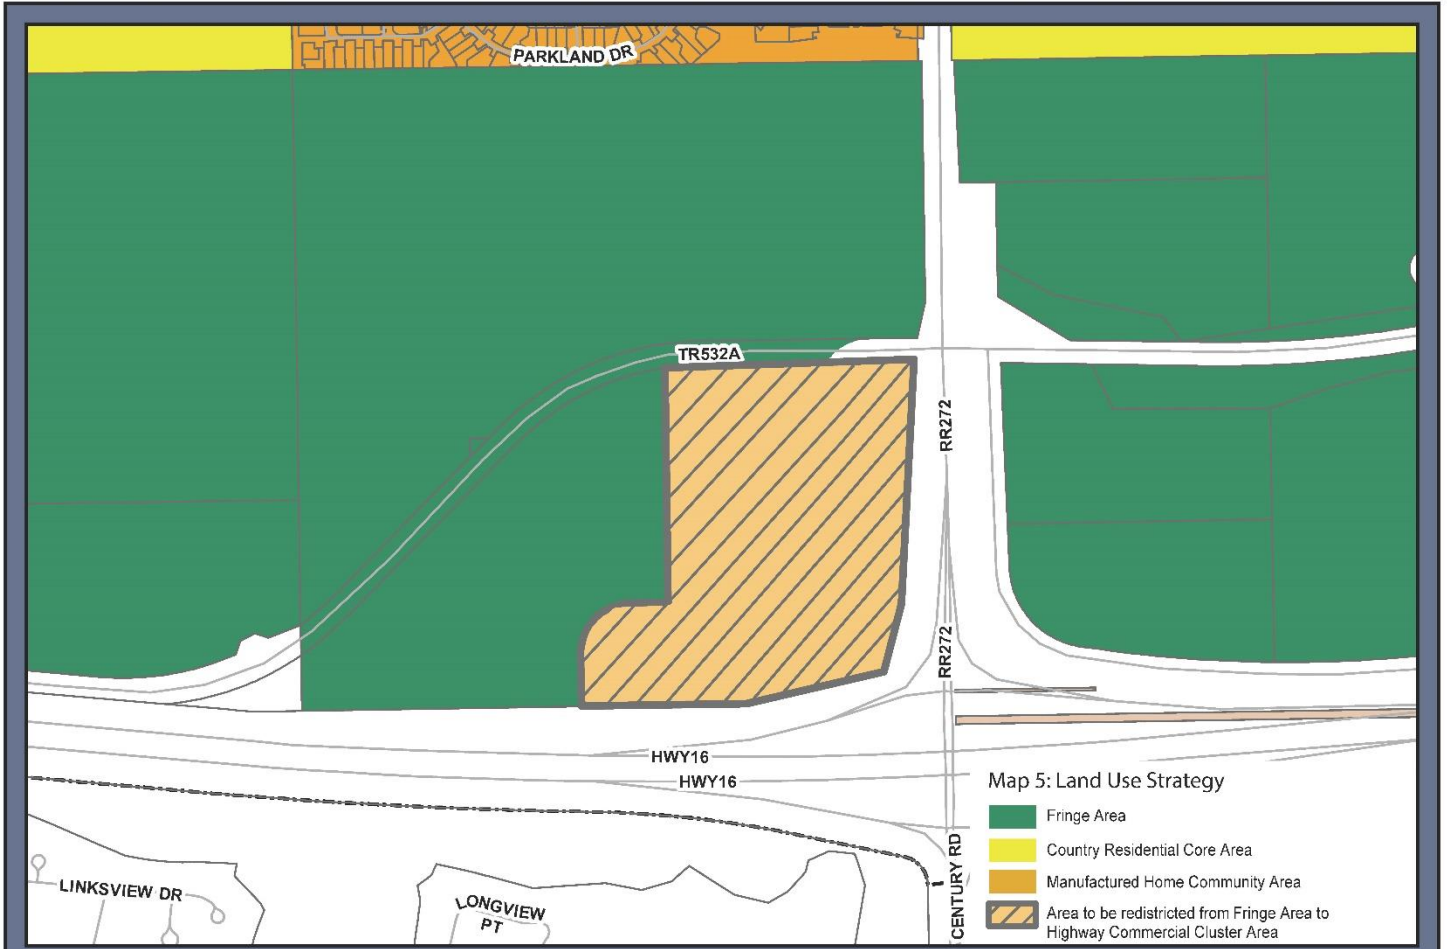 PARKLAND DR
TR532A
RR272
RR272
HWY16
HWY16
CENTURY RD
LINKSVIEW DR
LONGVIEW
PT
Map 5: Land Use Strategy
Fringe Area
Country Residential Core Area
Manufactured Home Community Area
Area to be redistricted from Fringe Area to
Highway Commercial Cluster Area